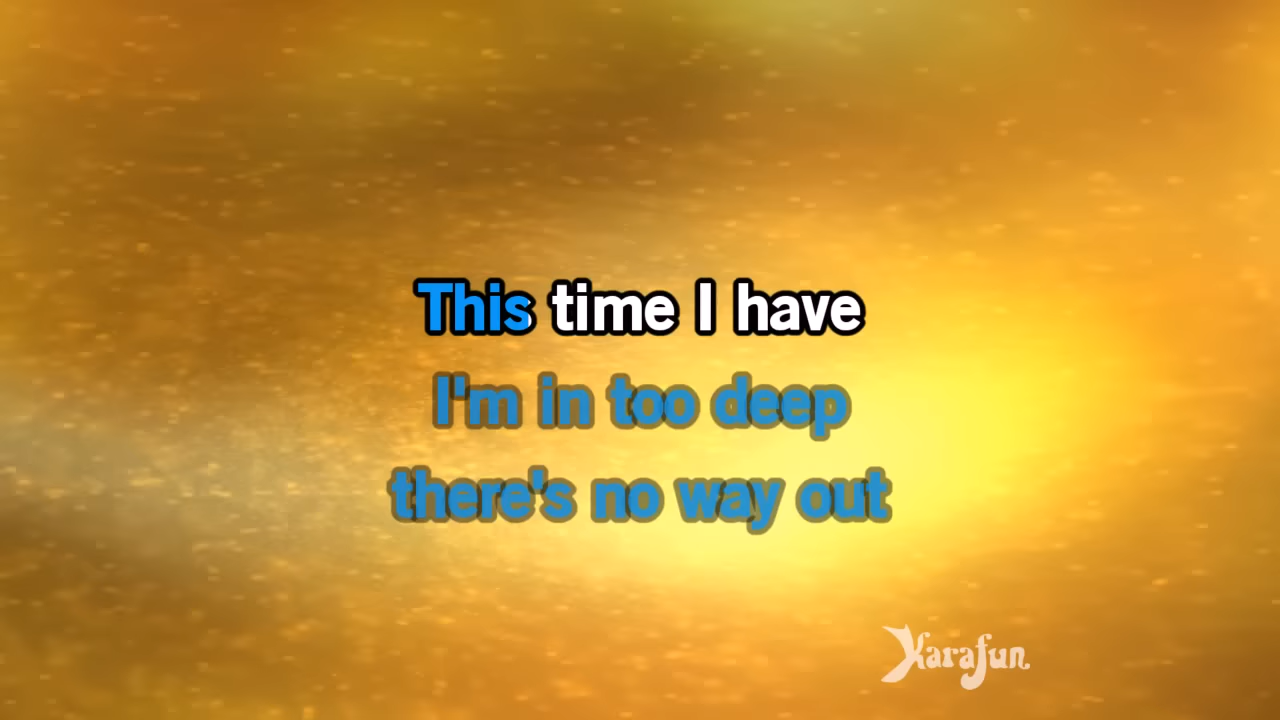 This time I have
I'm in too deep
there's no way out
Karafun